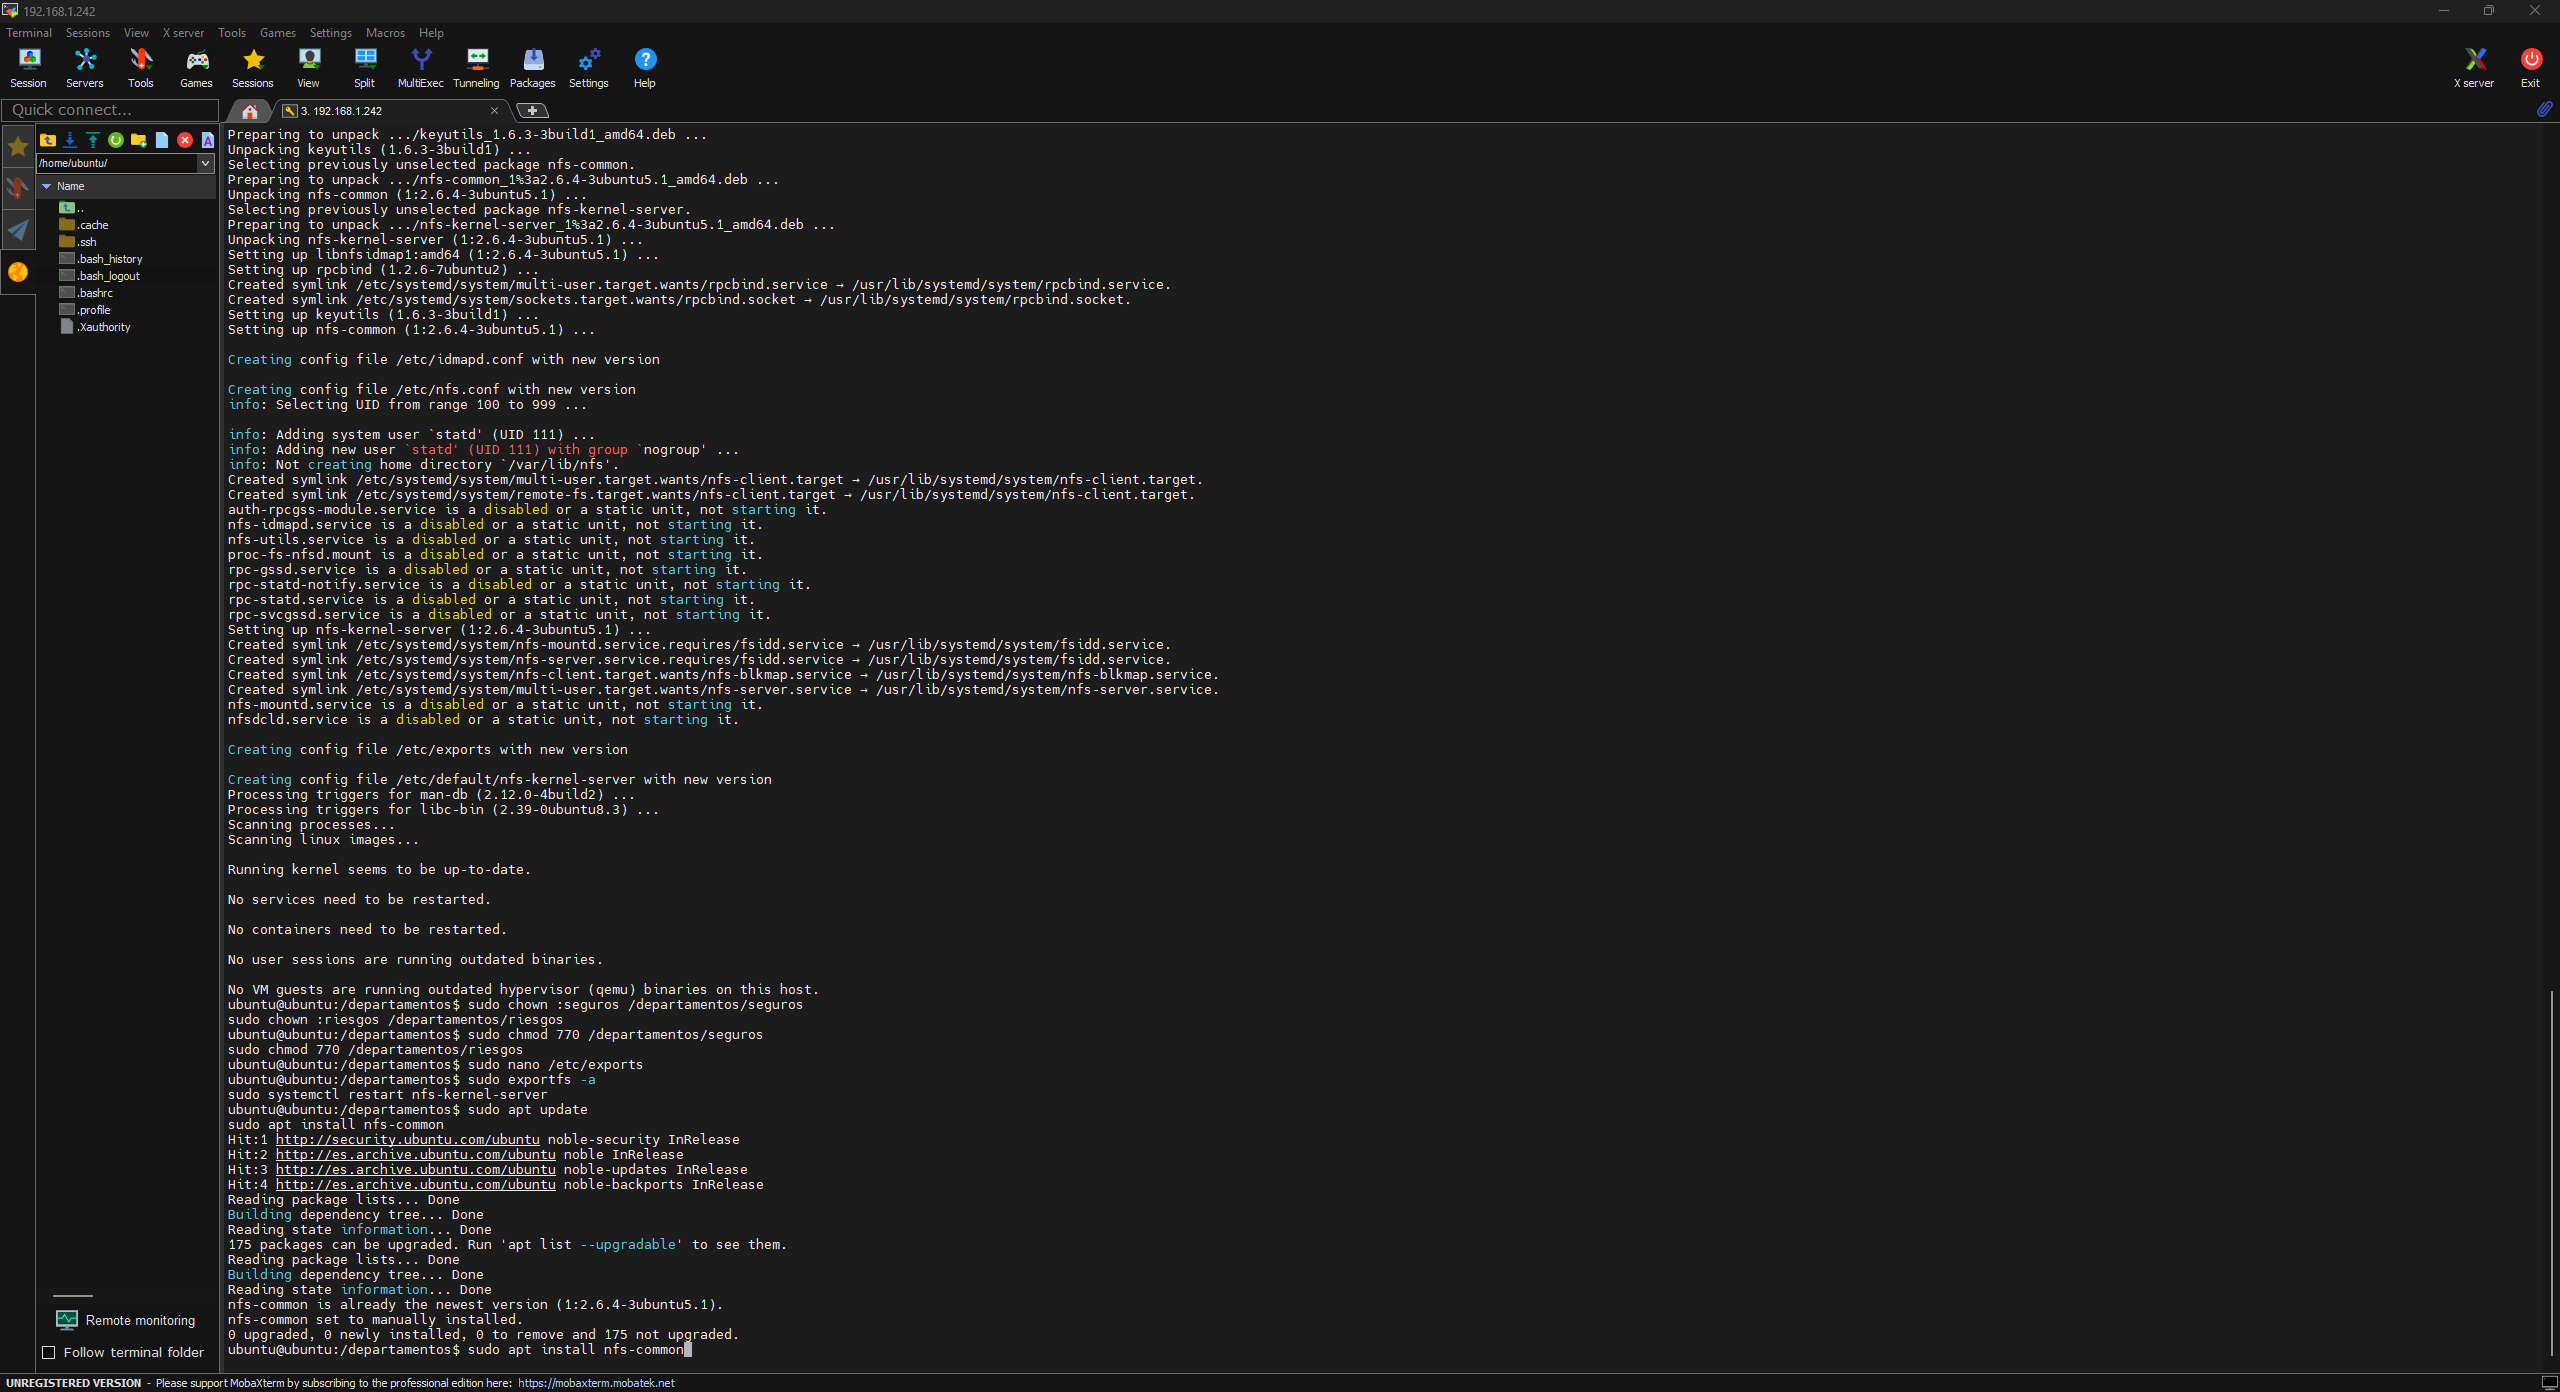 192.168.1.242
Terminal Sessions View X server Tools Games Settings Macros Help
Session Servers Tools Games Sessions View Split MultiExec Tunneling Packages Settings Help X server Exit
Quick connect...
3. 192.168.1.242
/home/ubuntu/
Name
..
.cache
.ssh
.bash_history
.bash_logout
.bashrc
.profile
.Xauthority
Remote monitoring
Follow terminal folder
Preparing to unpack .../keyutils_1.6.3-3build1_amd64.deb ...
Unpacking keyutils (1.6.3-3build1) ...
Selecting previously unselected package nfs-common.
Preparing to unpack .../nfs-common_1%3a2.6.4-3ubuntu5.1_amd64.deb ...
Unpacking nfs-common (1:2.6.4-3ubuntu5.1) ...
Selecting previously unselected package nfs-kernel-server.
Preparing to unpack .../nfs-kernel-server_1%3a2.6.4-3ubuntu5.1_amd64.deb ...
Unpacking nfs-kernel-server (1:2.6.4-3ubuntu5.1) ...
Setting up libnfsidmap1:amd64 (1:2.6.4-3ubuntu5.1) ...
Setting up rpcbind (1.2.6-7ubuntu2) ...
Created symlink /etc/systemd/system/multi-user.target.wants/rpcbind.service → /usr/lib/systemd/system/rpcbind.service.
Created symlink /etc/systemd/system/sockets.target.wants/rpcbind.socket → /usr/lib/systemd/system/rpcbind.socket.
Setting up keyutils (1.6.3-3build1) ...
Setting up nfs-common (1:2.6.4-3ubuntu5.1) ...
Creating config file /etc/idmapd.conf with new version
Creating config file /etc/nfs.conf with new version
info: Selecting UID from range 100 to 999 ...
info: Adding system user `statd' (UID 111) ...
info: Adding new user `statd' (UID 111) with group `nogroup' ...
info: Not creating home directory `/var/lib/nfs'.
Created symlink /etc/systemd/system/multi-user.target.wants/nfs-client.target → /usr/lib/systemd/system/nfs-client.target.
Created symlink /etc/systemd/system/remote-fs.target.wants/nfs-client.target → /usr/lib/systemd/system/nfs-client.target.
auth-rpcgss-module.service is a disabled or a static unit, not starting it.
nfs-idmapd.service is a disabled or a static unit, not starting it.
nfs-utils.service is a disabled or a static unit, not starting it.
proc-fs-nfsd.mount is a disabled or a static unit, not starting it.
rpc-gssd.service is a disabled or a static unit, not starting it.
rpc-statd-notify.service is a disabled or a static unit, not starting it.
rpc-statd.service is a disabled or a static unit, not starting it.
rpc-svcgssd.service is a disabled or a static unit, not starting it.
Setting up nfs-kernel-server (1:2.6.4-3ubuntu5.1) ...
Created symlink /etc/systemd/system/nfs-mountd.service.requires/fsidd.service → /usr/lib/systemd/system/fsidd.service.
Created symlink /etc/systemd/system/nfs-server.service.requires/fsidd.service → /usr/lib/systemd/system/fsidd.service.
Created symlink /etc/systemd/system/nfs-client.target.wants/nfs-blkmap.service → /usr/lib/systemd/system/nfs-blkmap.service.
Created symlink /etc/systemd/system/multi-user.target.wants/nfs-server.service → /usr/lib/systemd/system/nfs-server.service.
nfs-mountd.service is a disabled or a static unit, not starting it.
nfsdcld.service is a disabled or a static unit, not starting it.
Creating config file /etc/exports with new version
Creating config file /etc/default/nfs-kernel-server with new version
Processing triggers for man-db (2.12.0-4build2) ...
Processing triggers for libc-bin (2.39-0ubuntu8.3) ...
Scanning processes...
Scanning linux images...
Running kernel seems to be up-to-date.
No services need to be restarted.
No containers need to be restarted.
No user sessions are running outdated binaries.
No VM guests are running outdated hypervisor (qemu) binaries on this host.
ubuntu@ubuntu:/departamentos$ sudo chown :seguros /departamentos/seguros
sudo chown :riesgos /departamentos/riesgos
ubuntu@ubuntu:/departamentos$ sudo chmod 770 /departamentos/seguros
sudo chmod 770 /departamentos/riesgos
ubuntu@ubuntu:/departamentos$ sudo nano /etc/exports
ubuntu@ubuntu:/departamentos$ sudo exportfs -a
sudo systemctl restart nfs-kernel-server
ubuntu@ubuntu:/departamentos$ sudo apt update
sudo apt install nfs-common
Hit:1 http://security.ubuntu.com/ubuntu noble-security InRelease
Hit:2 http://es.archive.ubuntu.com/ubuntu noble InRelease
Hit:3 http://es.archive.ubuntu.com/ubuntu noble-updates InRelease
Hit:4 http://es.archive.ubuntu.com/ubuntu noble-backports InRelease
Reading package lists... Done
Building dependency tree... Done
Reading state information... Done
175 packages can be upgraded. Run 'apt list --upgradable' to see them.
Reading package lists... Done
Building dependency tree... Done
Reading state information... Done
nfs-common is already the newest version (1:2.6.4-3ubuntu5.1).
nfs-common set to manually installed.
0 upgraded, 0 newly installed, 0 to remove and 175 not upgraded.
ubuntu@ubuntu:/departamentos$ sudo apt install nfs-common
UNREGISTERED VERSION - Please support MobaXterm by subscribing to the professional edition here: https://mobaxterm.mobatek.net